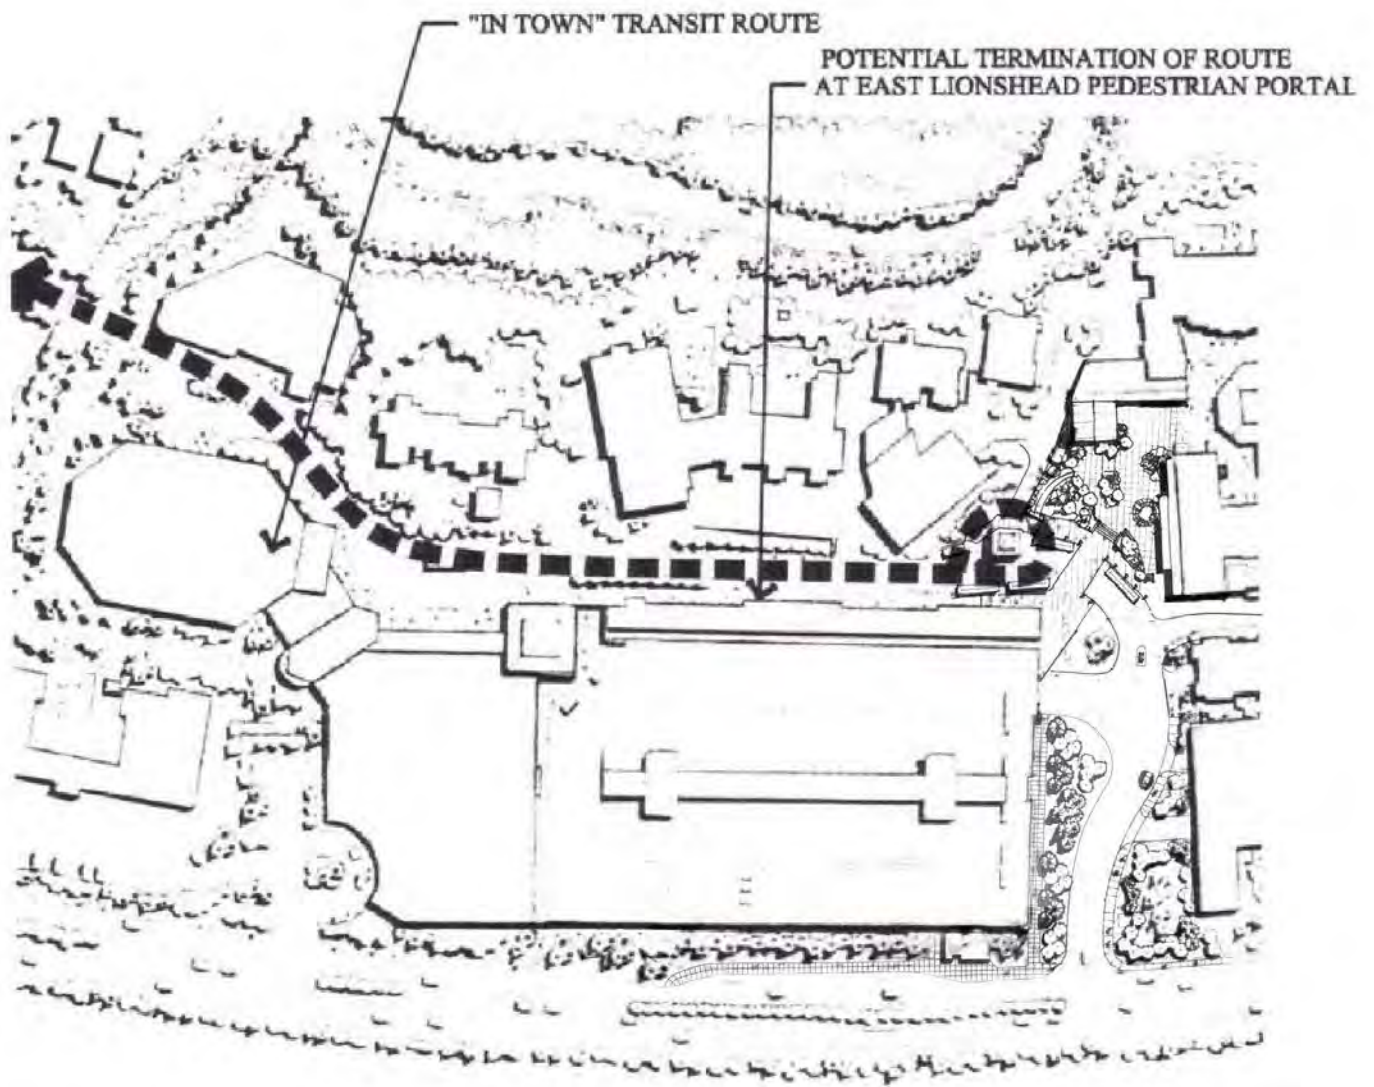 "IN TOWN" TRANSIT ROUTE
POTENTIAL TERMINATION OF ROUTE
AT EAST LIONSHEAD PEDESTRIAN PORTAL